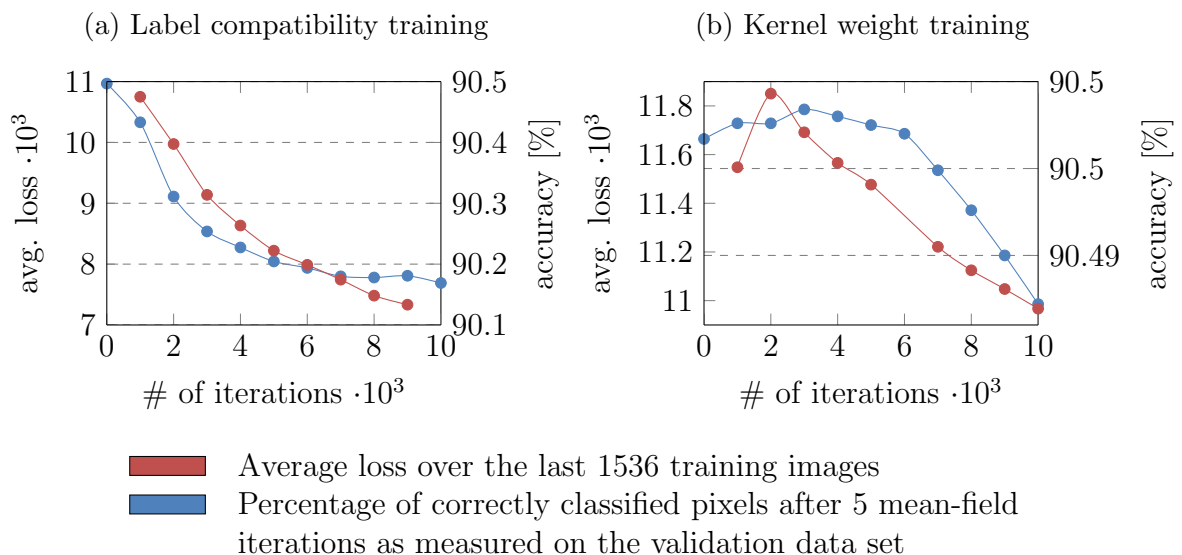 (a) Label compatibility training
(b) Kernel weight training
11
10
9
8
7
avg. loss ·10³
90.5
90.4
90.3
90.2
90.1
accuracy [%]
0 2 4 6 8 10
# of iterations ·10³
11.8
11.6
11.4
11.2
11
avg. loss ·10³
90.5
90.5
90.49
accuracy [%]
0 2 4 6 8 10
# of iterations ·10³
Average loss over the last 1536 training images
Percentage of correctly classified pixels after 5 mean-field
iterations as measured on the validation data set